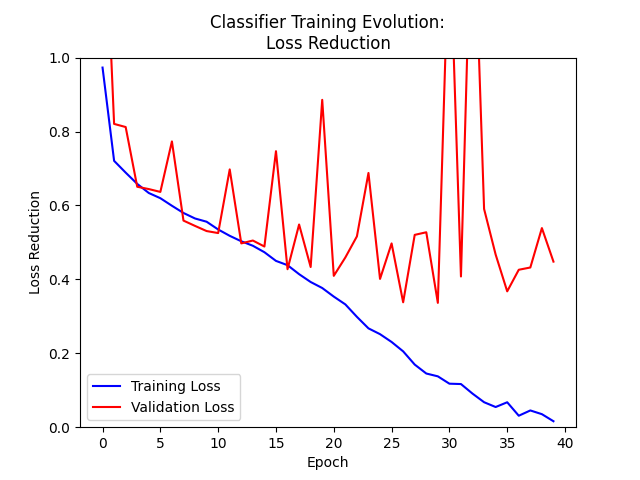 Classifier Training Evolution:
Loss Reduction
1.0
0.8
0.6
0.4
0.2
0.0
Loss Reduction
Training Loss
Validation Loss
0 5 10 15 20 25 30 35 40
Epoch